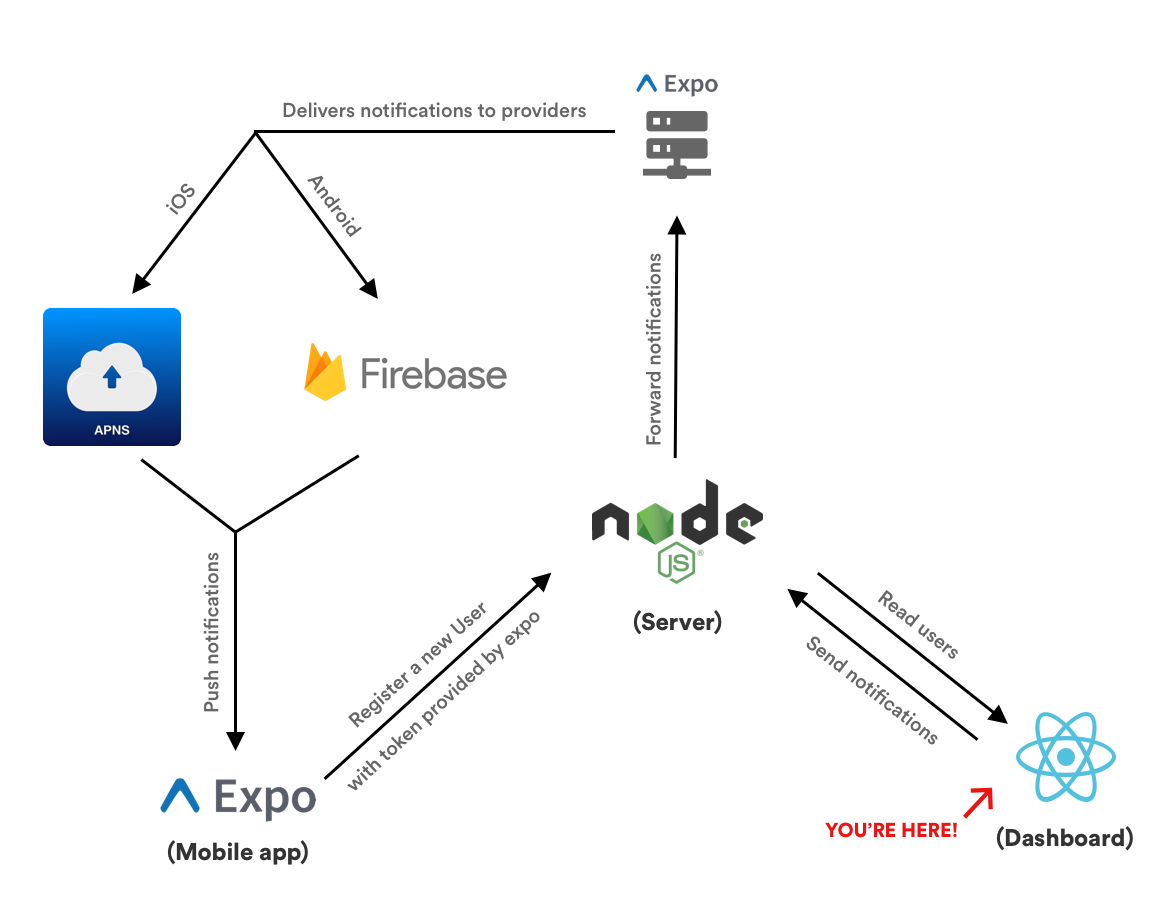 Expo
Delivers notifications to providers
iOS
Android
APNS
Firebase
Forward notifications
node
JS®
(Server)
Push notifications
Register a new User
with token provided by expo
Read users
Send notifications
Expo
(Mobile app)
YOU'RE HERE!
(Dashboard)